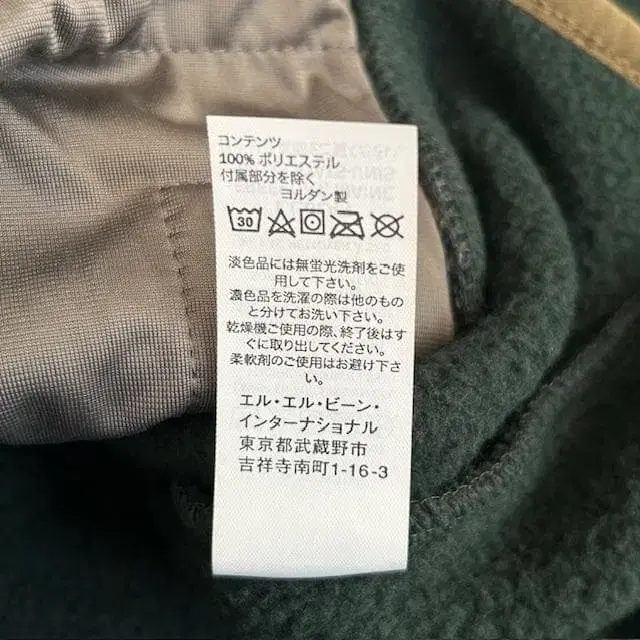 コンテンツ
100% ポリエステル
付属部分を除く
ヨルダン製
30
淡色品には無蛍光洗剤をご使
用して下さい。
濃色品を洗濯の際は他のもの
と分けてお洗い下さい。
乾燥機ご使用の際、終了後はす
ぐに取り出してください。
柔軟剤のご使用はお避け下さ
い。
エル・エル・ビーン・
インターナショナル
東京都武蔵野市
吉祥寺南町1-16-3